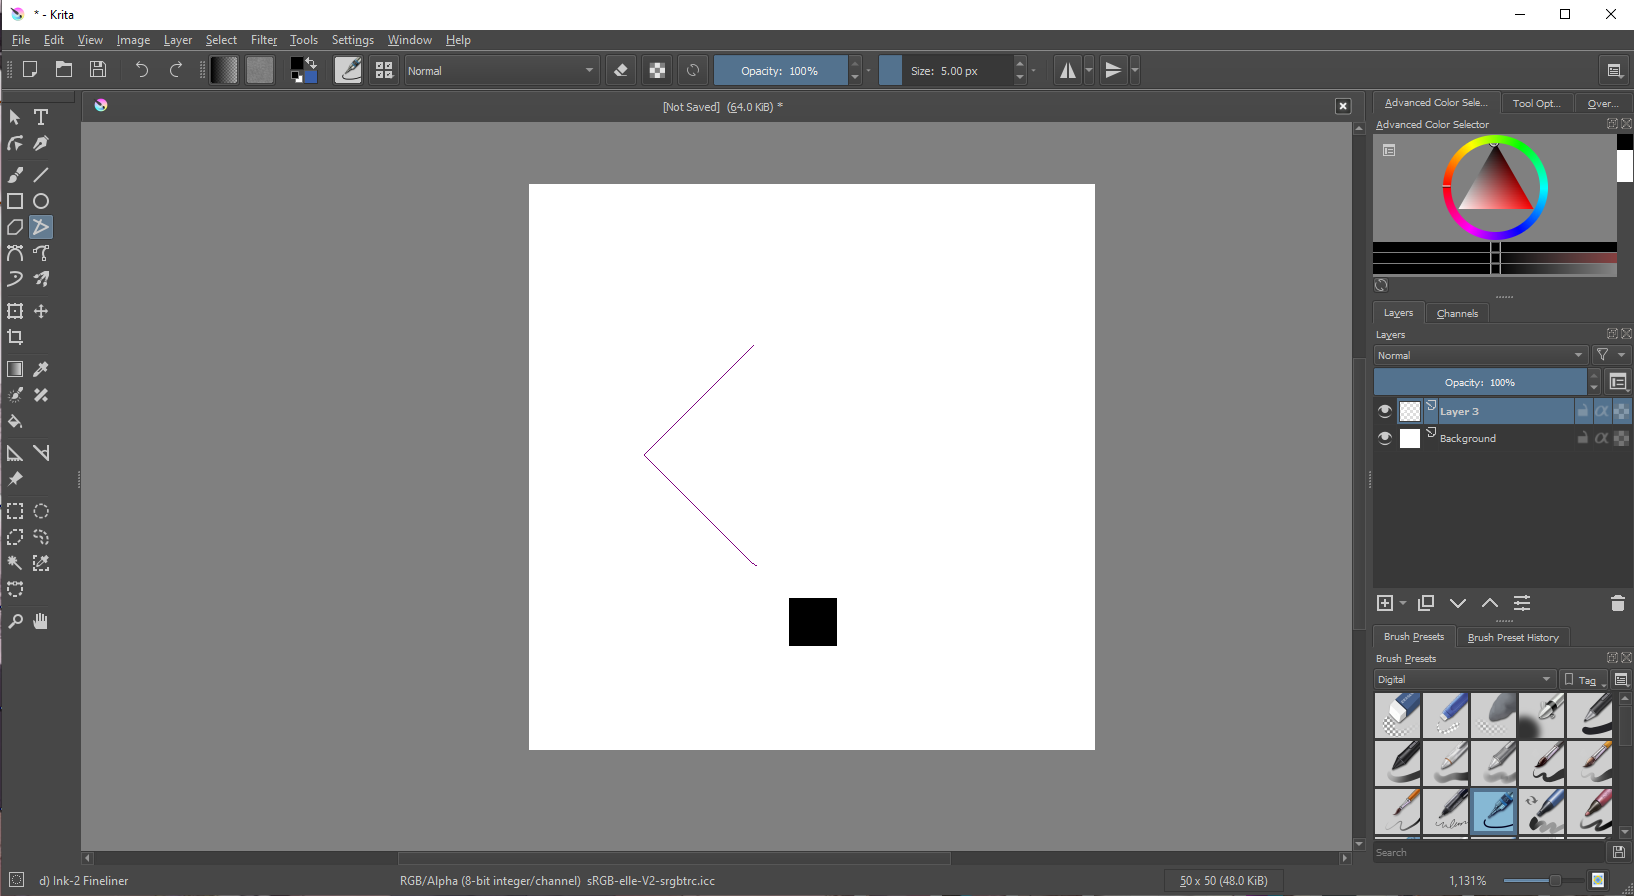 * - Krita
File Edit View Image Layer Select Filter Tools Settings Window Help
Normal Opacity: 100% Size: 5.00 px
[Not Saved] (64.0 KiB) *
Advanced Color Sele... Tool Opt... Over...
Advanced Color Selector
Layers Channels
Layers
Normal
Opacity: 100%
Layer 3
Background
Brush Presets Brush Preset History
Brush Presets
Digital Tag
Search
d) Ink-2 Fineliner RGB/Alpha (8-bit integer/channel) sRGB-elle-V2-srgbtrc.icc 50 x 50 (48.0 KiB) 1,131%